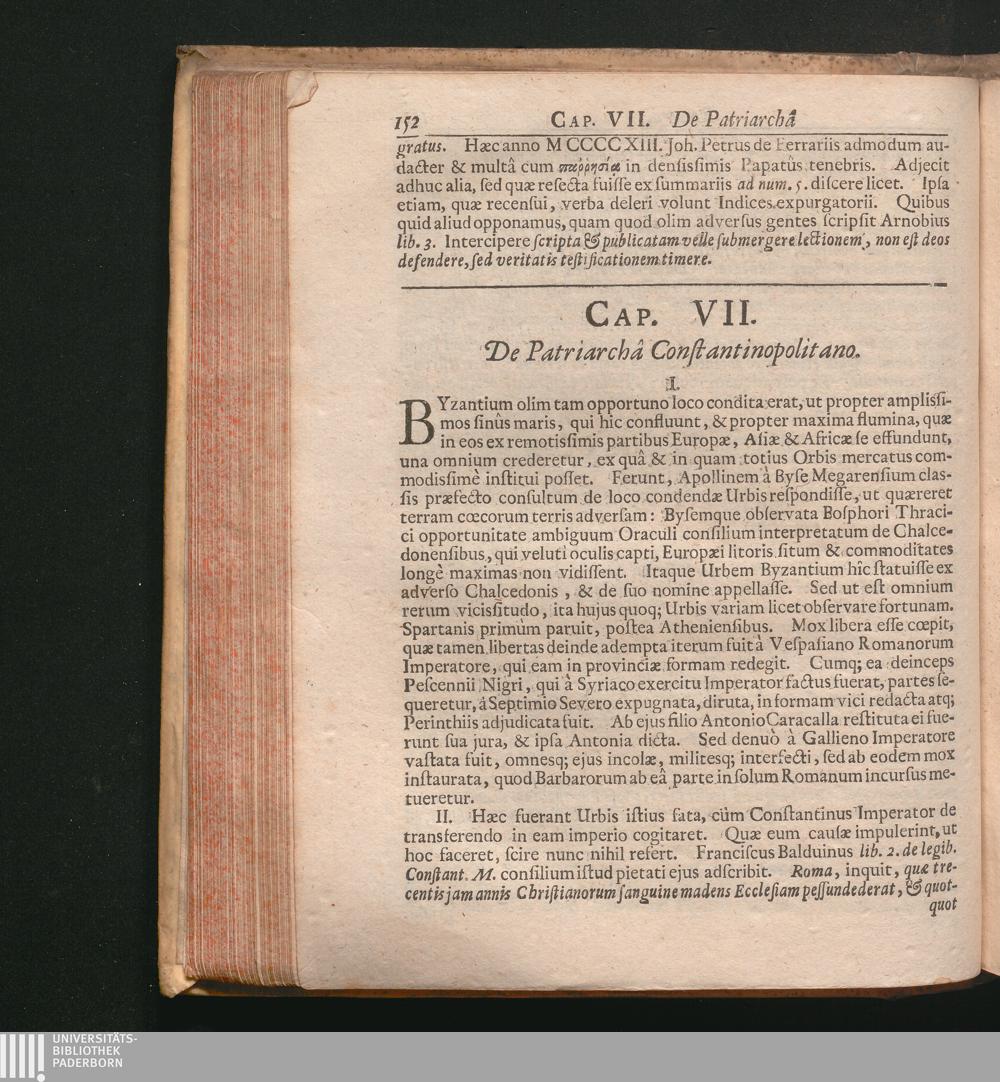 152 CAP. VII. De Patriarchâ
gratus. Hæc anno M CCCC XIII. Joh. Petrus de Ferrariis admodum au-
dacter & multâ cum παῤῥησίᾳ in densissimis Papatûs tenebris. Adjecit
adhuc alia, sed quæ resecta fuisse ex summariis ad num. 5. discere licet. Ipsa
etiam, quæ recensui, verba deleri volunt Indices expurgatorii. Quibus
quid aliud opponamus, quam quod olim adversus gentes scripsit Arnobius
lib. 3. Intercipere scripta & publicatam velle submergere lectionem, non est deos
defendere, sed veritatis testificationem timere.
CAP. VII.
De Patriarchâ Constantinopolitano.
I.
BYzantium olim tam opportuno loco condita erat, ut propter amplissi-
mos sinûs maris, qui hic confluunt, & propter maxima flumina, quæ
in eos ex remotissimis partibus Europæ, Asiæ & Africæ se effundunt,
una omnium crederetur, ex quâ & in quam totius Orbis mercatus com-
modissimè institui posset. Ferunt, Apollinem à Byse Megarensium clas-
sis præfecto consultum de loco condendæ Urbis respondisse, ut quæreret
terram cœcorum terris adversam: Bysemque observata Bosphori Thraci-
ci opportunitate ambiguum Oraculi consilium interpretatum de Chalce-
donensibus, qui veluti oculis capti, Europæi litoris situm & commoditates
longè maximas non vidissent. Itaque Urbem Byzantium hîc statuisse ex
adverso Chalcedonis, & de suo nomine appellasse. Sed ut est omnium
rerum vicissitudo, ita hujus quoq; Urbis variam licet observare fortunam.
Spartanis primùm paruit, postea Atheniensibus. Mox libera esse cœpit,
quæ tamen libertas deinde adempta iterum fuit à Vespasiano Romanorum
Imperatore, qui eam in provinciæ formam redegit. Cumq; ea deinceps
Pescennii Nigri, qui à Syriaco exercitu Imperator factus fuerat, partes se-
queretur, á Septimio Severo expugnata, diruta, in formam vici redacta atq;
Perinthiis adjudicata fuit. Ab ejus filio Antonio Caracalla restituta ei fue-
runt sua jura, & ipsa Antonia dicta. Sed denuò à Gallieno Imperatore
vastata fuit, omnesq; ejus incolæ, militesq; interfecti, sed ab eodem mox
instaurata, quod Barbarorum ab eâ parte in solum Romanum incursus me-
tueretur.
II. Hæc fuerant Urbis istius fata, cùm Constantinus Imperator de
transferendo in eam imperio cogitaret. Quæ eum causæ impulerint, ut
hoc faceret, scire nunc nihil refert. Franciscus Balduinus lib. 2. de legib.
Constant. M. consilium istud pietati ejus adscribit. Roma, inquit, quæ tre-
centis jam annis Christianorum sanguine madens Ecclesiam pessundederat, & quot-
quot
UNIVERSITÄTS-
BIBLIOTHEK
PADERBORN